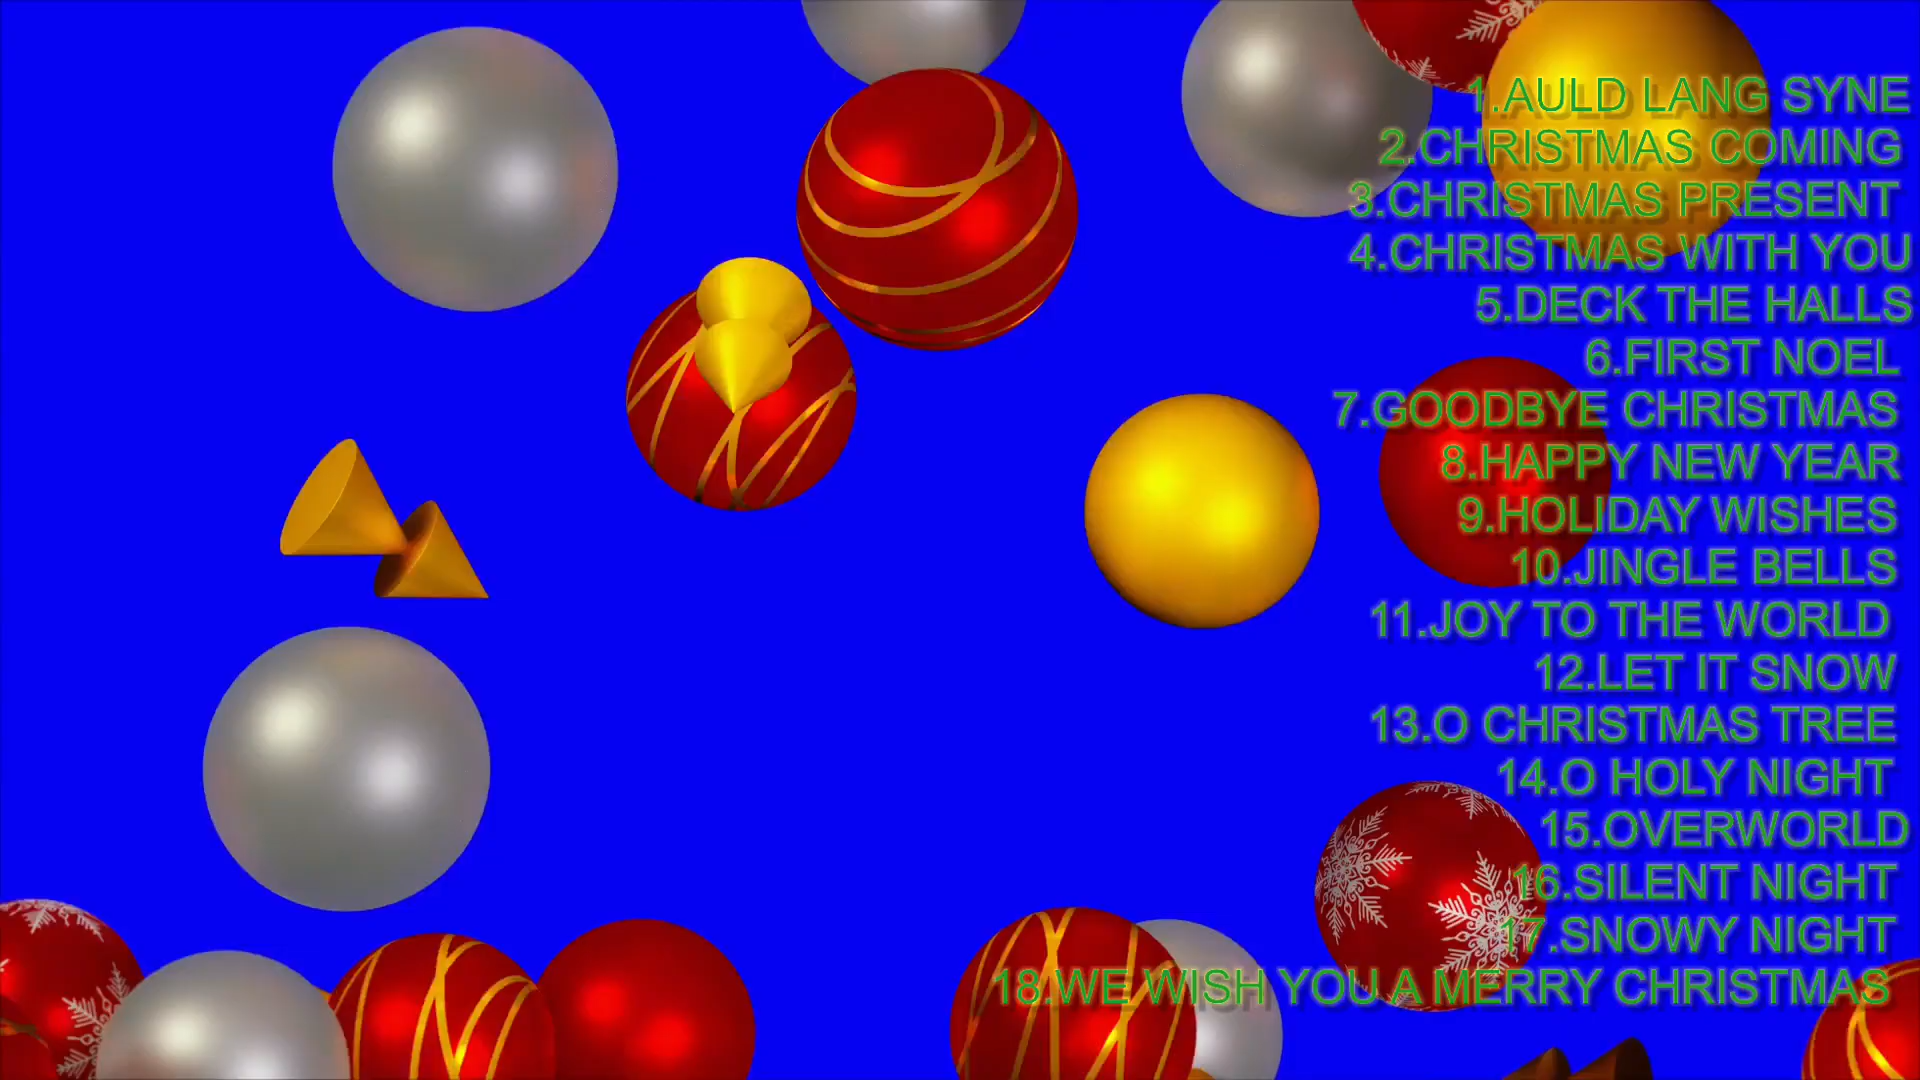 1.AULD LANG SYNE
2.CHRISTMAS COMING
3.CHRISTMAS PRESENT
4.CHRISTMAS WITH YOU
5.DECK THE HALLS
6.FIRST NOEL
7.GOODBYE CHRISTMAS
8.HAPPY NEW YEAR
9.HOLIDAY WISHES
10.JINGLE BELLS
11.JOY TO THE WORLD
12.LET IT SNOW
13.O CHRISTMAS TREE
14.O HOLY NIGHT
15.OVERWORLD
16.SILENT NIGHT
17.SNOWY NIGHT
18.WE WISH YOU A MERRY CHRISTMAS